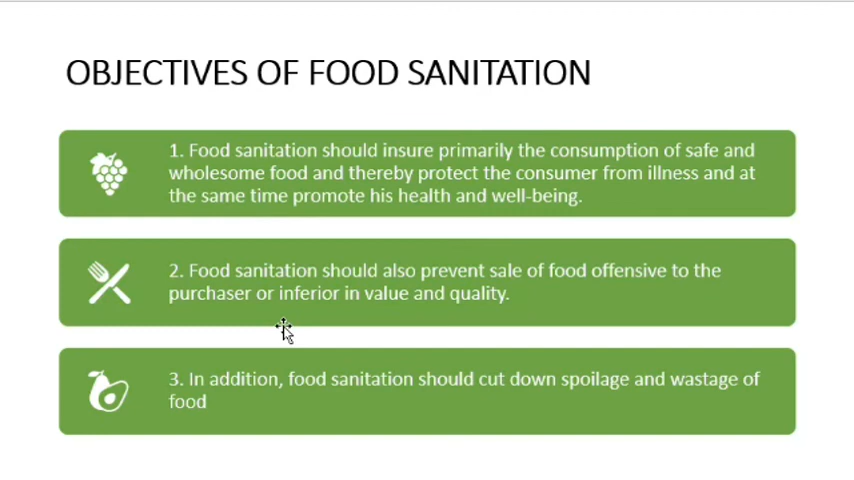 OBJECTIVES OF FOOD SANITATION
1. Food sanitation should insure primarily the consumption of safe and
wholesome food and thereby protect the consumer from illness and at
the same time promote his health and well-being.
2. Food sanitation should also prevent sale of food offensive to the
purchaser or inferior in value and quality.
3. In addition, food sanitation should cut down spoilage and wastage of
food